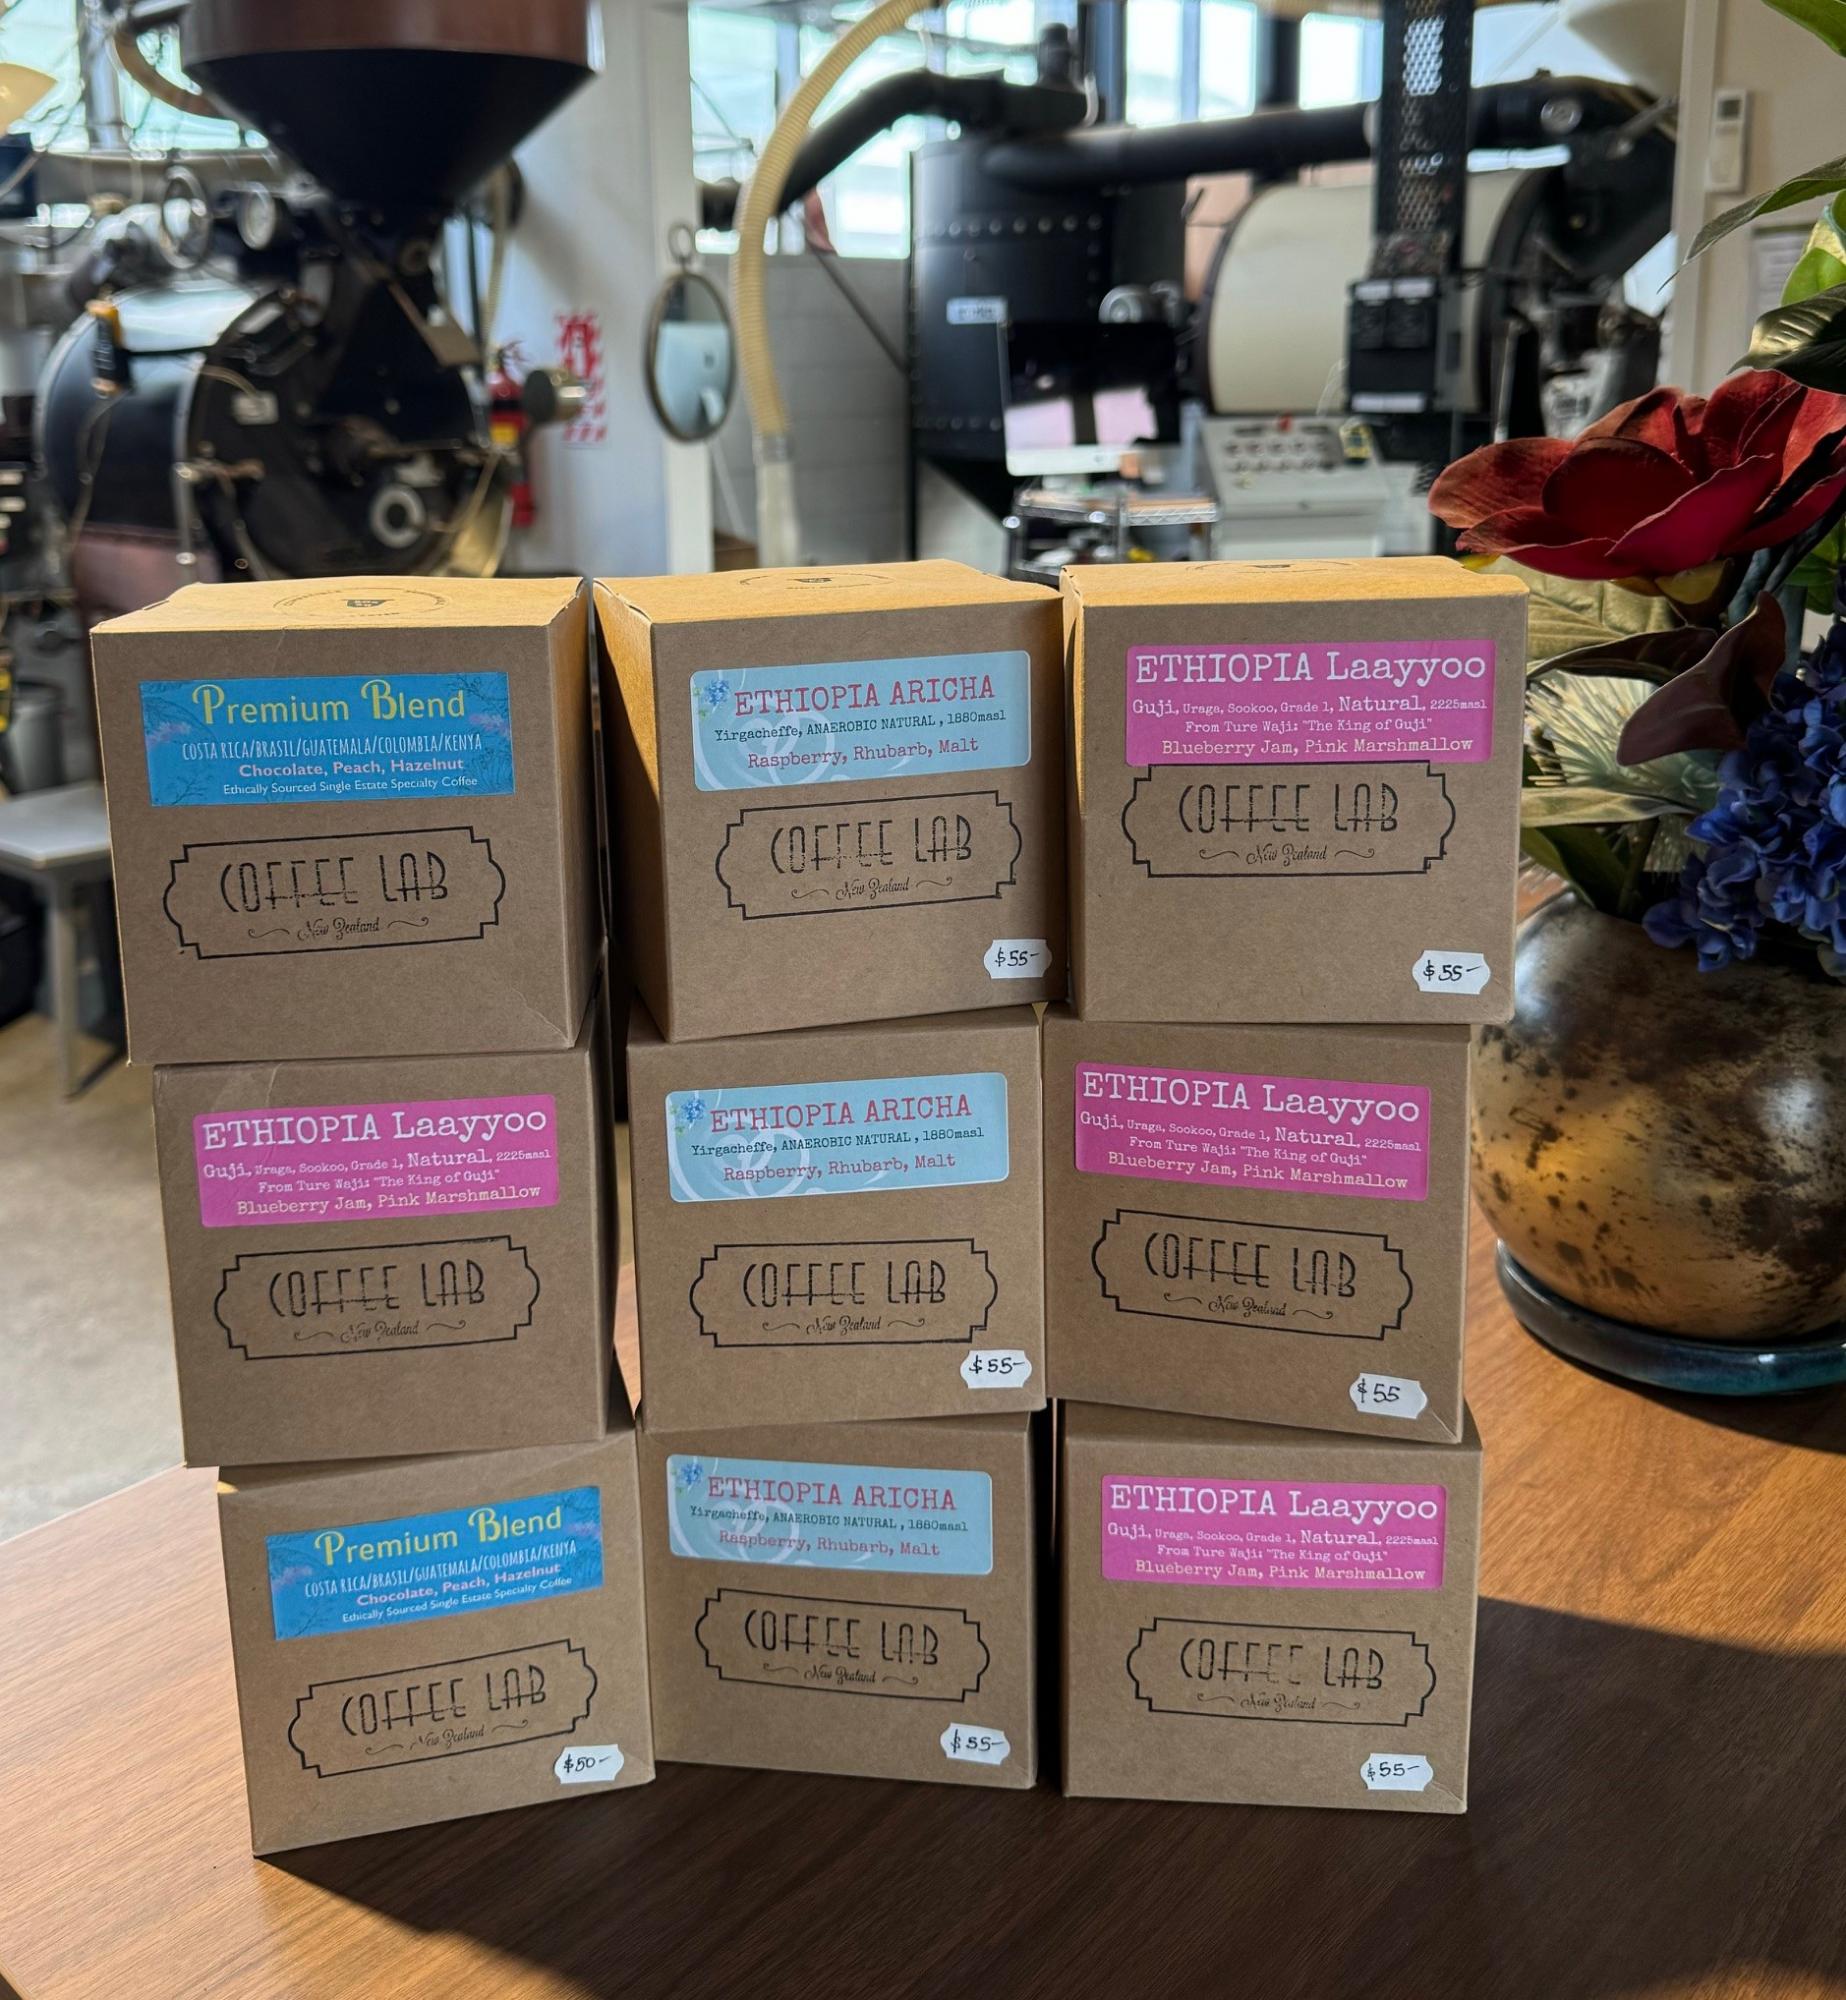 Premium Blend
COSTA RICA/BRASIL/GUATEMALA/COLOMBIA/KENYA
Chocolate, Peach, Hazelnut
Ethically Sourced Single Estate Specialty Coffee
COFFEE LAB
New Zealand
ETHIOPIA ARICHA
Yirgacheffe, ANAEROBIC NATURAL , 1880masl
Raspberry, Rhubarb, Malt
COFFEE LAB
New Zealand
$55-
ETHIOPIA Laayyoo
Guji, Uraga, Sookoo, Grade 1, Natural, 2225masl
From Ture Waji: "The King of Guji"
Blueberry Jam, Pink Marshmallow
COFFEE LAB
New Zealand
$55-
ETHIOPIA Laayyoo
Guji, Uraga, Sookoo, Grade 1, Natural, 2225masl
From Ture Waji: "The King of Guji"
Blueberry Jam, Pink Marshmallow
COFFEE LAB
New Zealand
ETHIOPIA ARICHA
Yirgacheffe, ANAEROBIC NATURAL , 1880masl
Raspberry, Rhubarb, Malt
COFFEE LAB
New Zealand
$55-
ETHIOPIA Laayyoo
Guji, Uraga, Sookoo, Grade 1, Natural, 2225masl
From Ture Waji: "The King of Guji"
Blueberry Jam, Pink Marshmallow
COFFEE LAB
New Zealand
$55
Premium Blend
COSTA RICA/BRASIL/GUATEMALA/COLOMBIA/KENYA
Chocolate, Peach, Hazelnut
Ethically Sourced Single Estate Specialty Coffee
COFFEE LAB
New Zealand
$50-
ETHIOPIA ARICHA
Yirgacheffe, ANAEROBIC NATURAL , 1880masl
Raspberry, Rhubarb, Malt
COFFEE LAB
New Zealand
$55-
ETHIOPIA Laayyoo
Guji, Uraga, Sookoo, Grade 1, Natural, 2225masl
From Ture Waji: "The King of Guji"
Blueberry Jam, Pink Marshmallow
COFFEE LAB
New Zealand
$55-